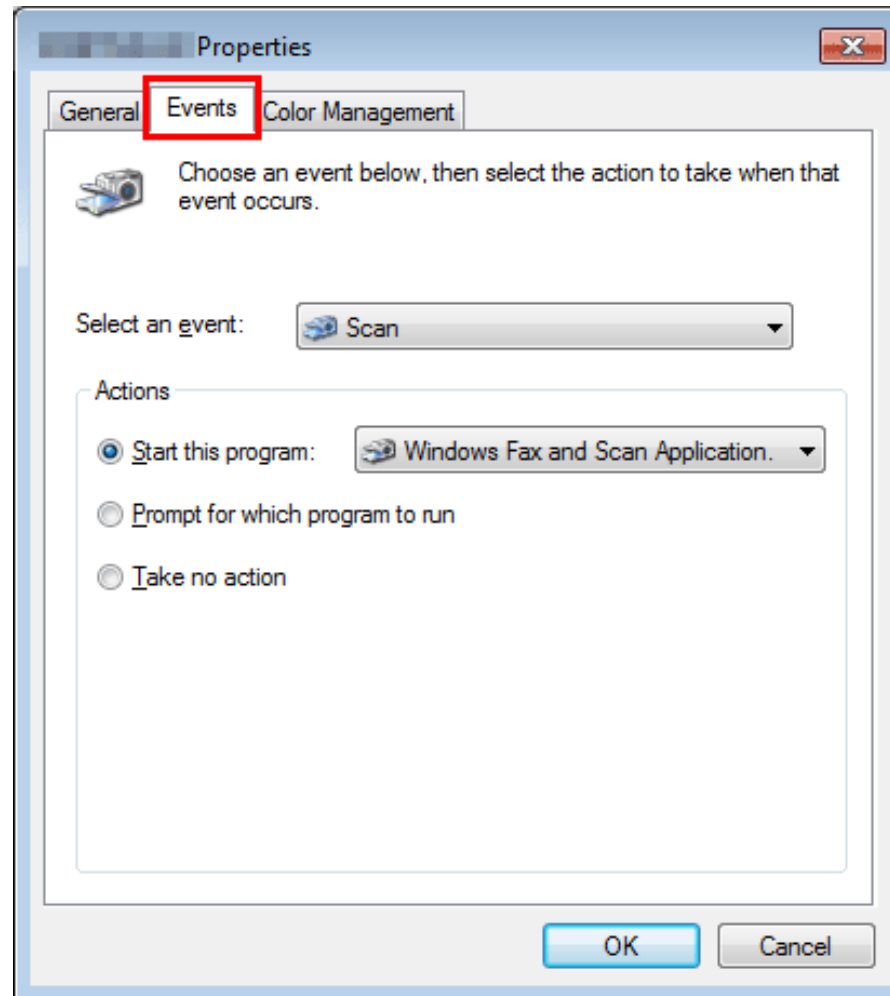 Properties
General Events Color Management
Choose an event below, then select the action to take when that
event occurs.
Select an event: Scan
Actions
Start this program: Windows Fax and Scan Application.
Prompt for which program to run
Take no action
OK Cancel